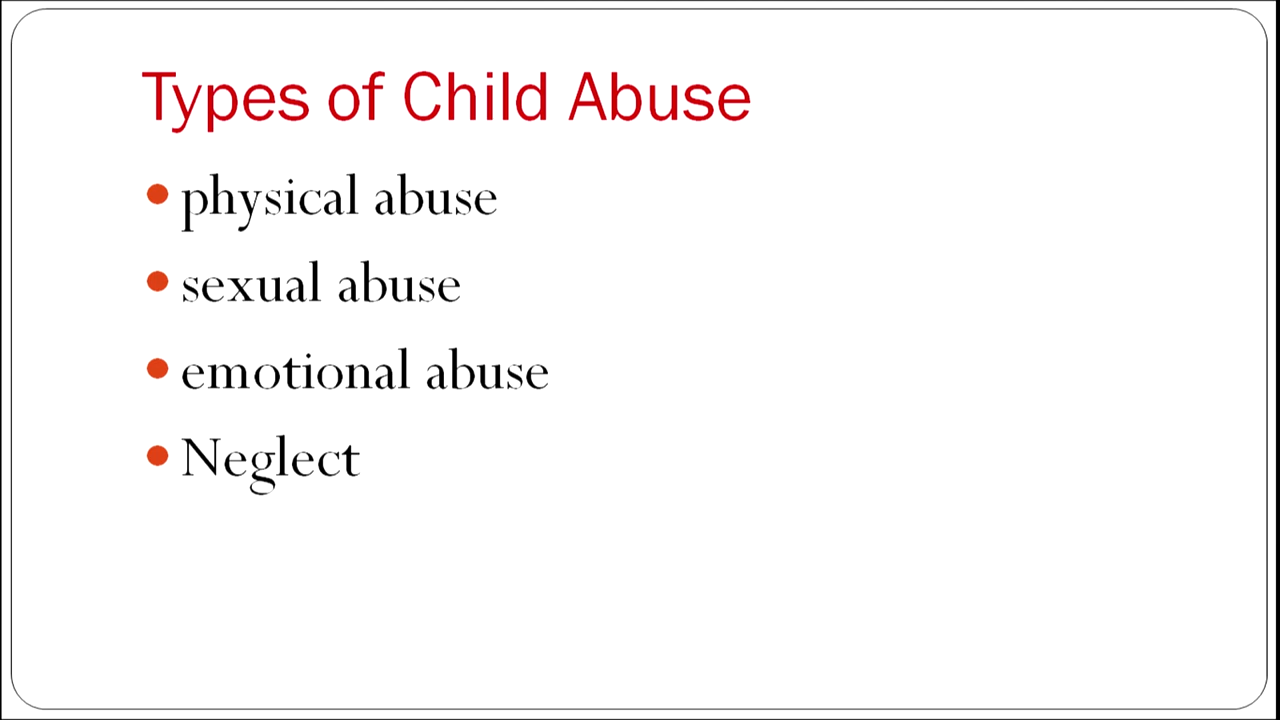 Types of Child Abuse
physical abuse
sexual abuse
emotional abuse
Neglect